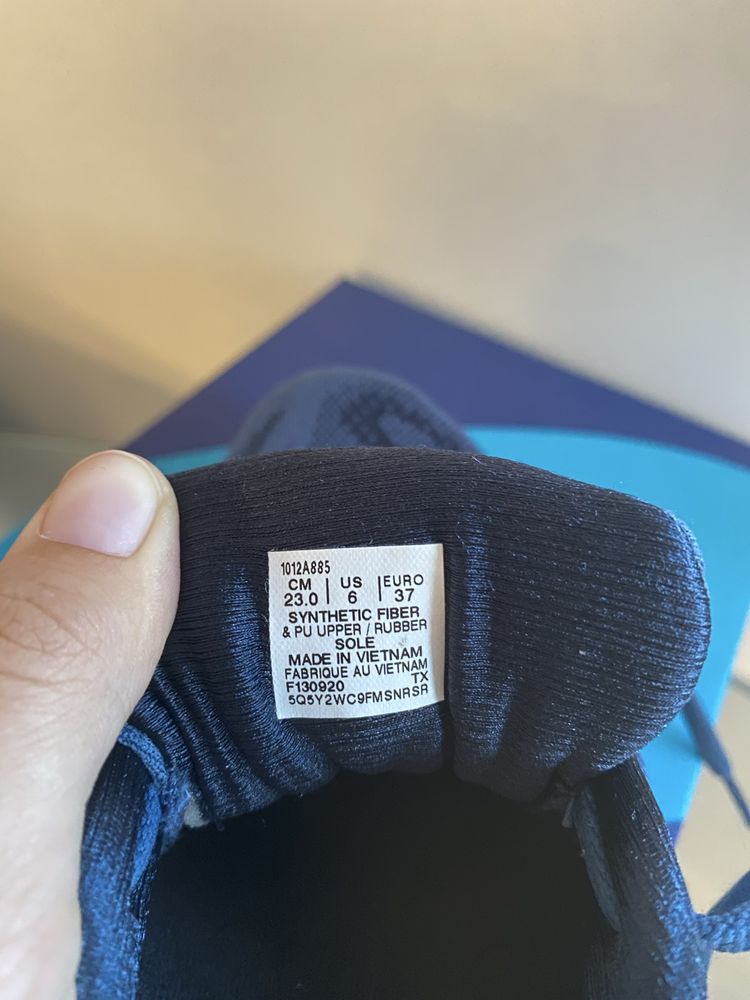 1012A885
CM | US | EURO
23.0 | 6 | 37
SYNTHETIC FIBER
& PU UPPER / RUBBER
SOLE
MADE IN VIETNAM
FABRIQUE AU VIETNAM
F130920 TX
5Q5Y2WC9FMSNRSR